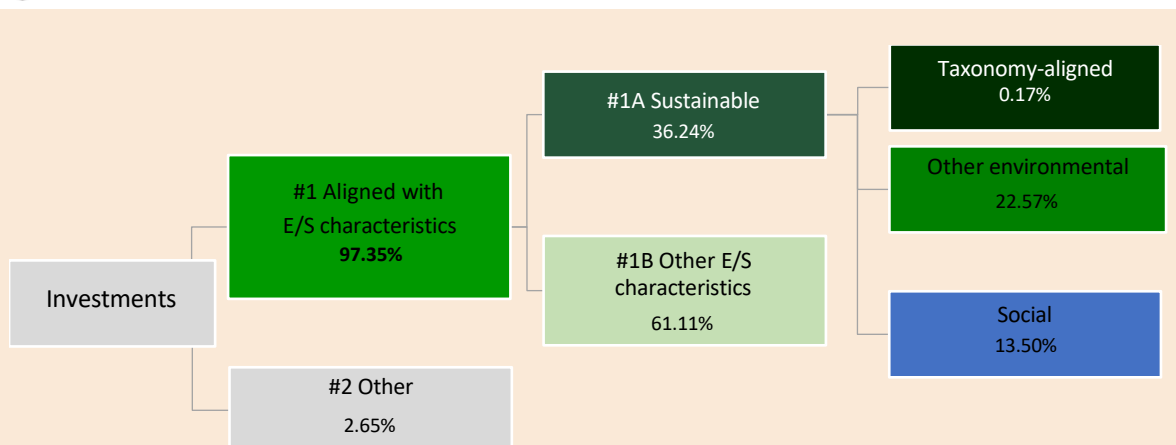 Investments
#1 Aligned with
E/S characteristics
97.35%
#2 Other
2.65%
#1A Sustainable
36.24%
#1B Other E/S
characteristics
61.11%
Taxonomy-aligned
0.17%
Other environmental
22.57%
Social
13.50%